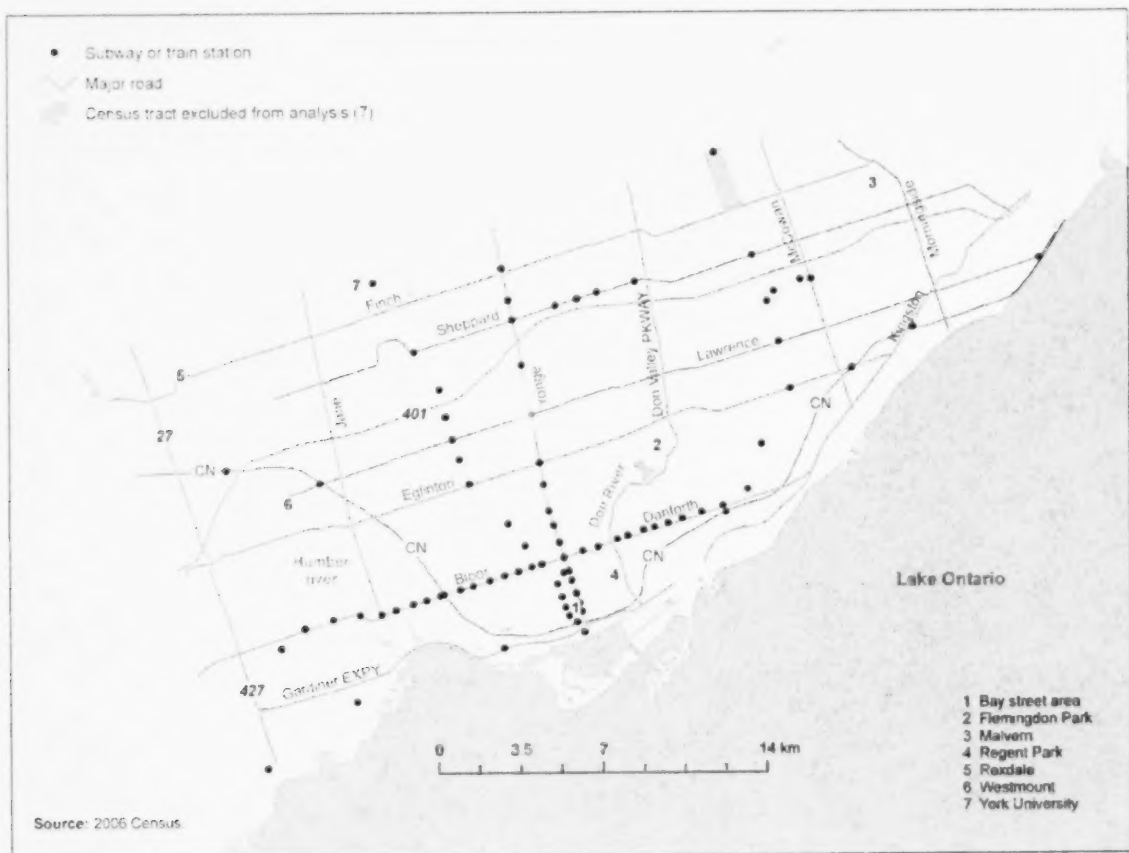 Subway or train station
Major road
Census tract excluded from analysis (7)
3
McCowan
Morningside
7
Finch
Sheppard
Don Valley PKWAY
Kingston
Lawrence
5
Jane
Yonge
401
27
CN
2
CN
6
Eglinton
Don River
Danforth
CN
Humber
river
Bloor
CN
4
Lake Ontario
1
427
Gardiner EXPY
1 Bay street area
2 Flemingdon Park
3 Malvern
4 Regent Park
5 Rexdale
6 Westmount
7 York University
0 3.5 7 14 km
Source: 2006 Census.